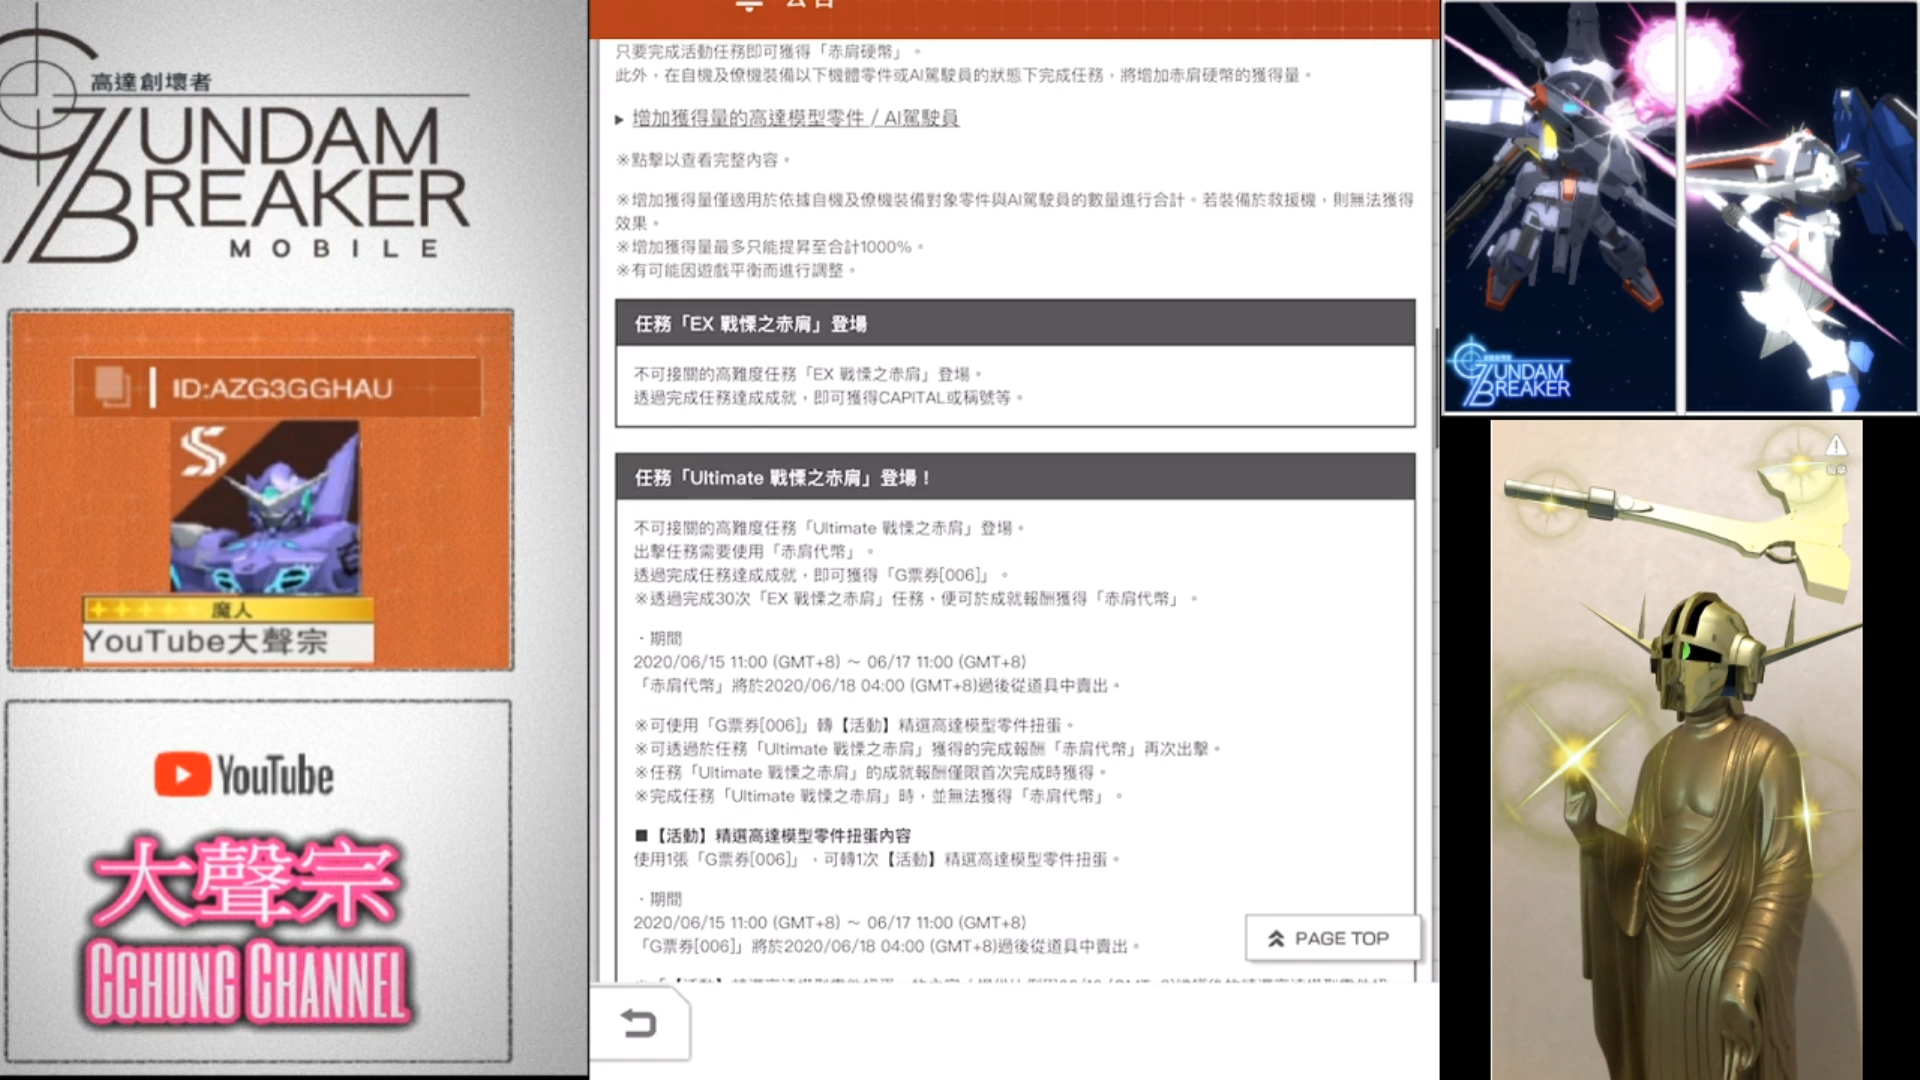 高達創壞者
GUNDAM
BREAKER
MOBILE
ID:AZG3GGHAU
S
魔人
YouTube大聲宗
YouTube
大聲宗
CCHUNG CHANNEL
公告
只要完成活動任務即可獲得「赤肩硬幣」。
此外，在自機及僚機裝備以下機體零件或AI駕駛員的狀態下完成任務，將增加赤肩硬幣的獲得量。
▶ 增加獲得量的高達模型零件 / AI駕駛員
※點擊以查看完整內容。
※增加獲得量僅適用於依據自機及僚機裝備對象零件與AI駕駛員的數量進行合計。若裝備於救援機，則無法獲得
效果。
※增加獲得量最多只能提昇至合計1000%。
※有可能因遊戲平衡而進行調整。
任務「EX 戰慄之赤肩」登場
不可接關的高難度任務「EX 戰慄之赤肩」登場。
透過完成任務達成成就，即可獲得CAPITAL或稱號等。
任務「Ultimate 戰慄之赤肩」登場！
不可接關的高難度任務「Ultimate 戰慄之赤肩」登場。
出擊任務需要使用「赤肩代幣」。
透過完成任務達成成就，即可獲得「G票券[006]」。
※透過完成30次「EX 戰慄之赤肩」任務，便可於成就報酬獲得「赤肩代幣」。
・期間
2020/06/15 11:00 (GMT+8) ～ 06/17 11:00 (GMT+8)
「赤肩代幣」將於2020/06/18 04:00 (GMT+8)過後從道具中賣出。
※可使用「G票券[006]」轉【活動】精選高達模型零件扭蛋。
※可透過於任務「Ultimate 戰慄之赤肩」獲得的完成報酬「赤肩代幣」再次出擊。
※任務「Ultimate 戰慄之赤肩」的成就報酬僅限首次完成時獲得。
※完成任務「Ultimate 戰慄之赤肩」時，並無法獲得「赤肩代幣」。
■【活動】精選高達模型零件扭蛋內容
使用1張「G票券[006]」，可轉1次【活動】精選高達模型零件扭蛋。
・期間
2020/06/15 11:00 (GMT+8) ～ 06/17 11:00 (GMT+8)
「G票券[006]」將於2020/06/18 04:00 (GMT+8)過後從道具中賣出。
PAGE TOP
GUNDAM
BREAKER